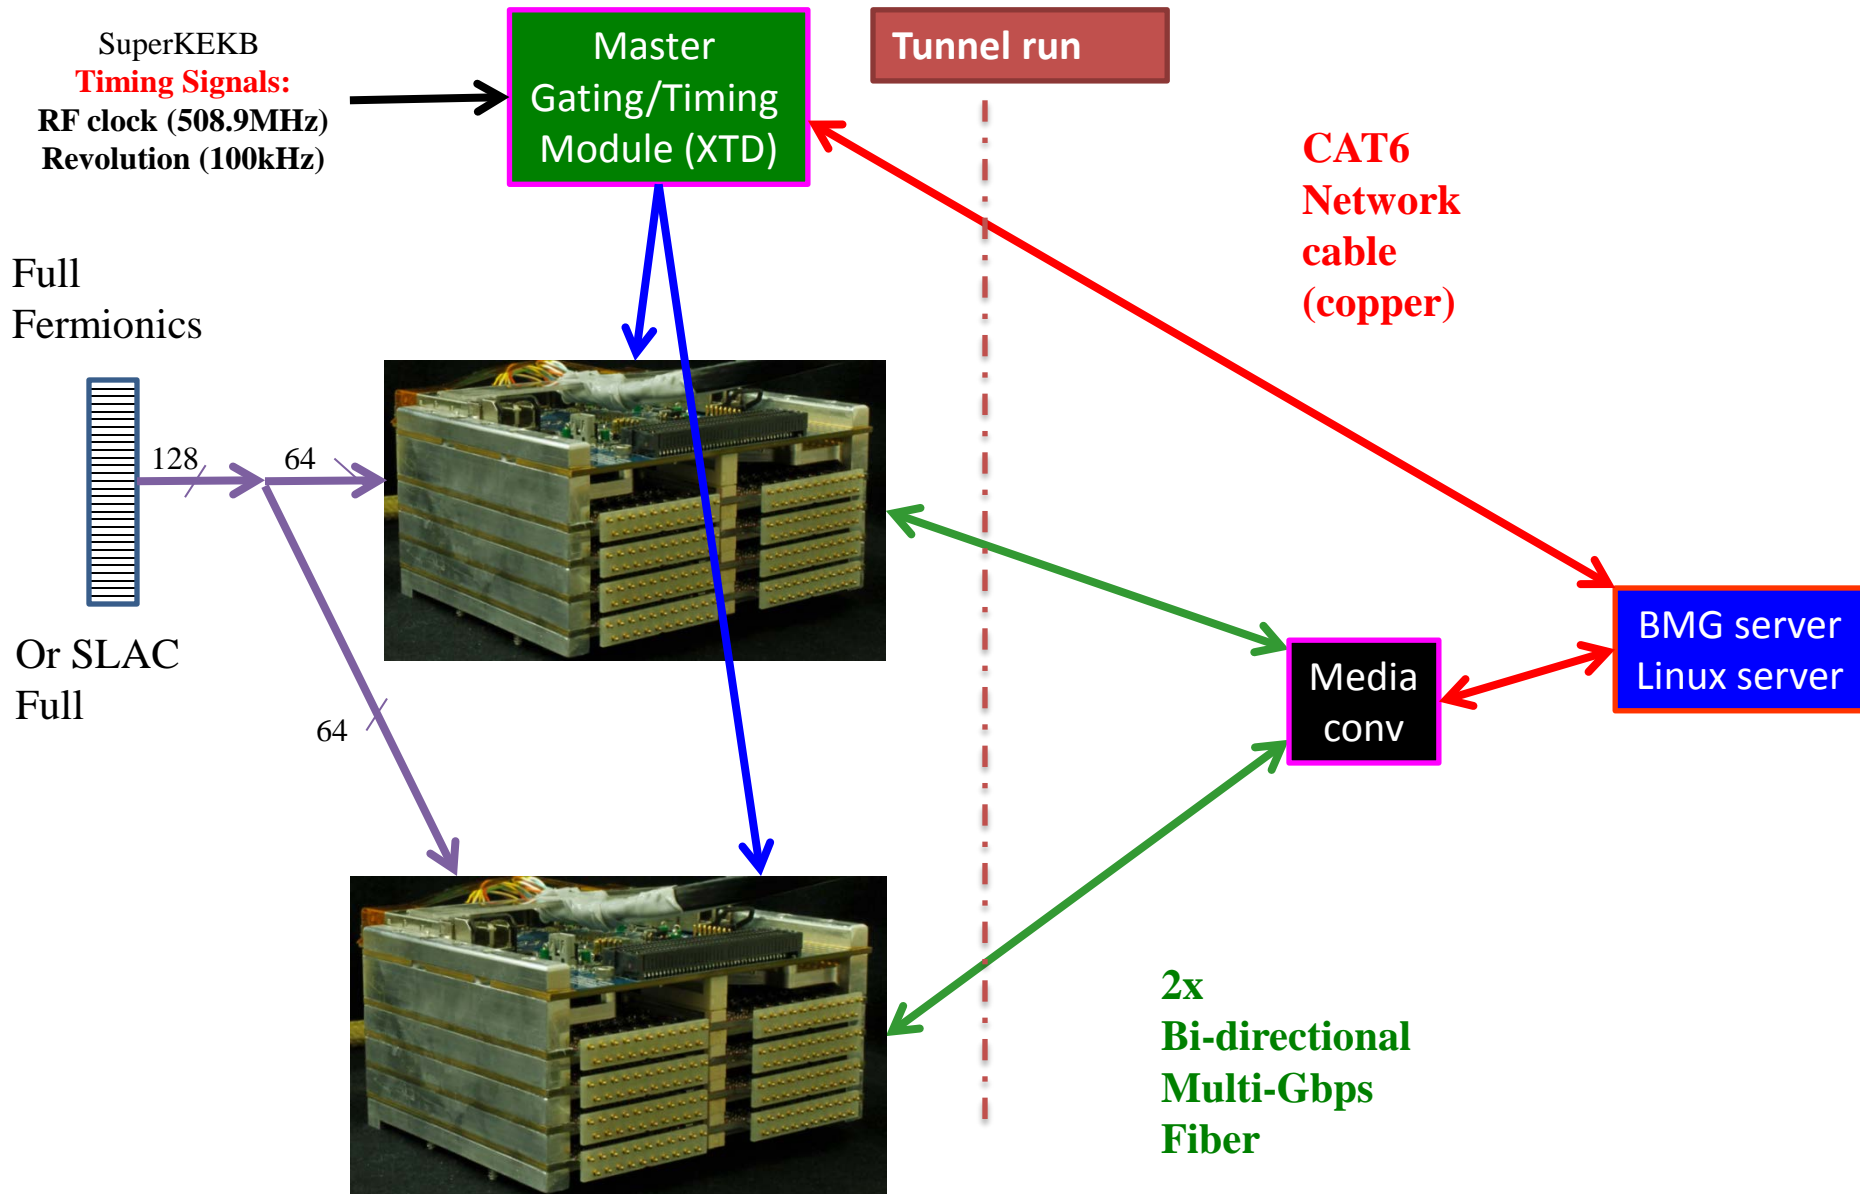 SuperKEKB
Timing Signals:
RF clock (508.9MHz)
Revolution (100kHz)
Master
Gating/Timing
Module (XTD)
Tunnel run
CAT6
Network
cable
(copper)
Full
Fermionics
128
64
Or SLAC
Full
64
BMG server
Linux server
Media
conv
2x
Bi-directional
Multi-Gbps
Fiber